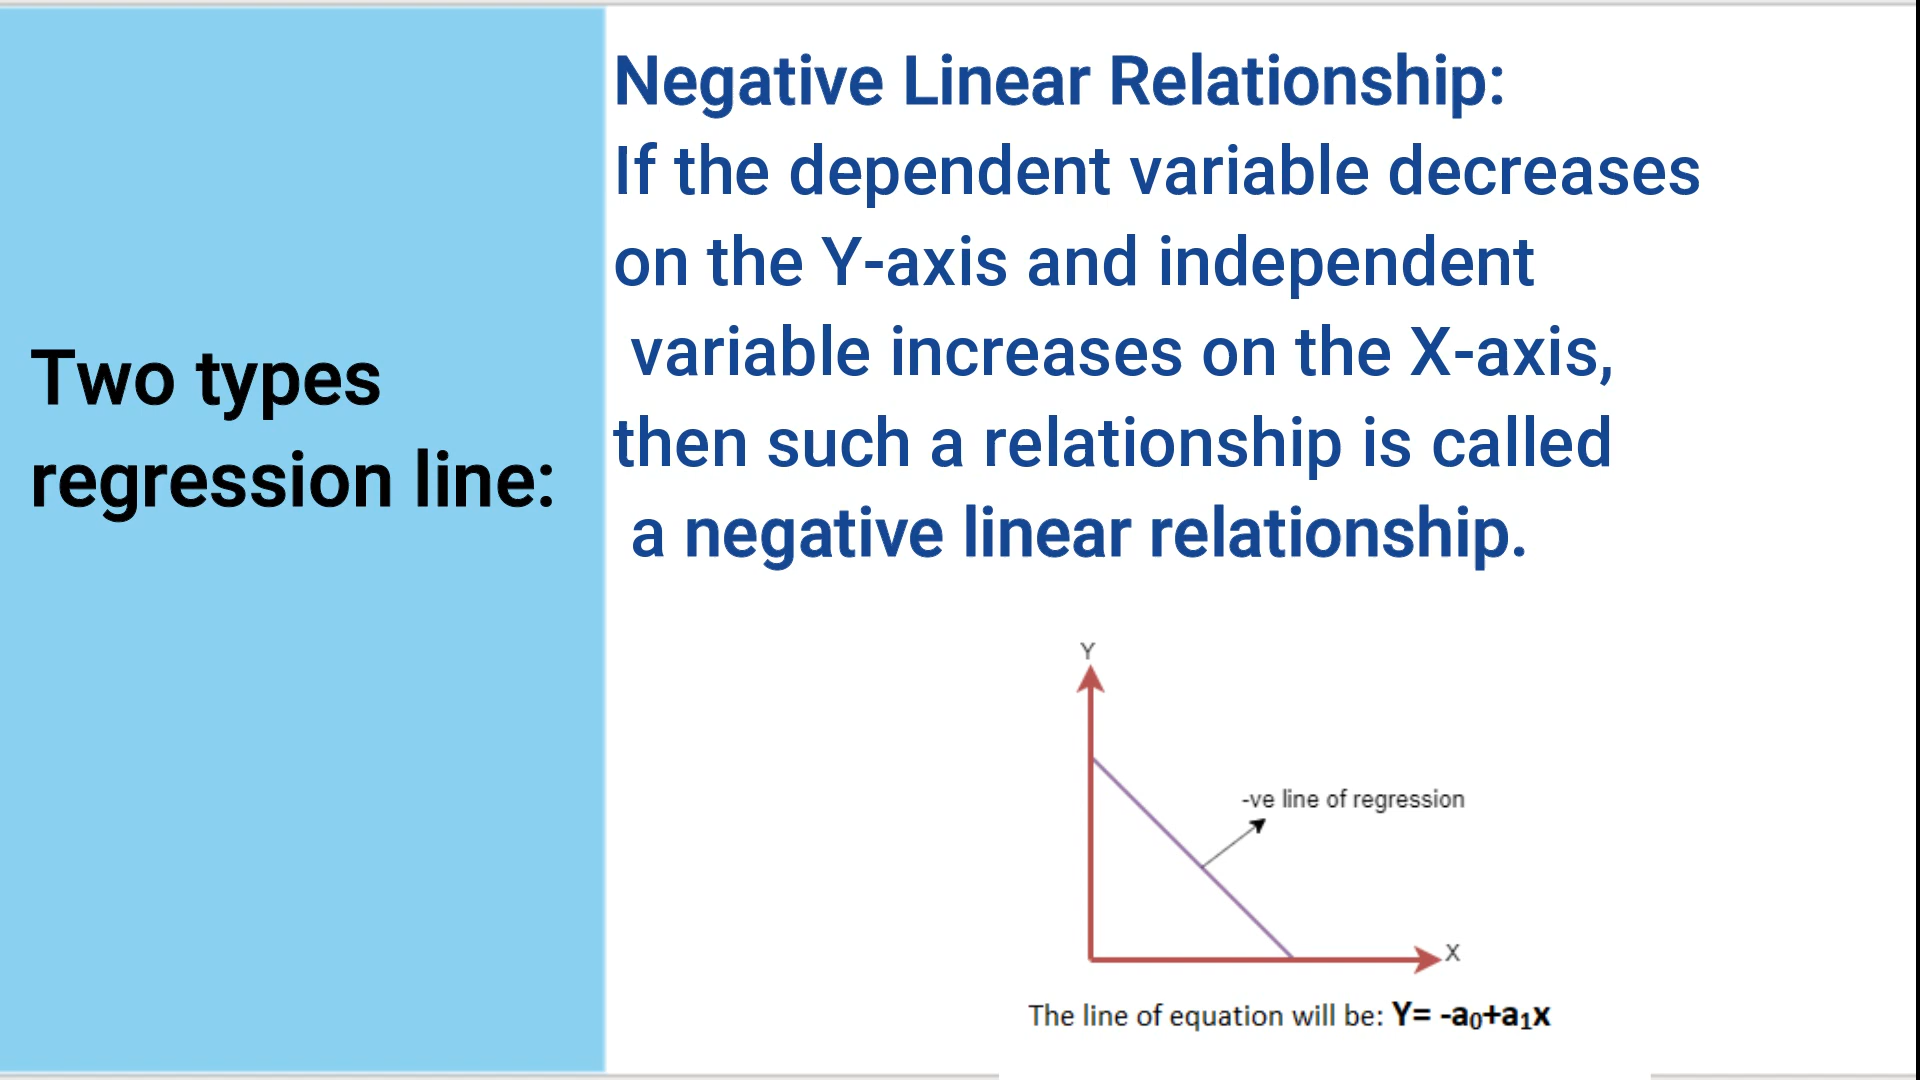 Two types
regression line:
Negative Linear Relationship:
If the dependent variable decreases
on the Y-axis and independent
variable increases on the X-axis,
then such a relationship is called
a negative linear relationship.
Y
-ve line of regression
X
The line of equation will be: Y= -a₀+a₁x